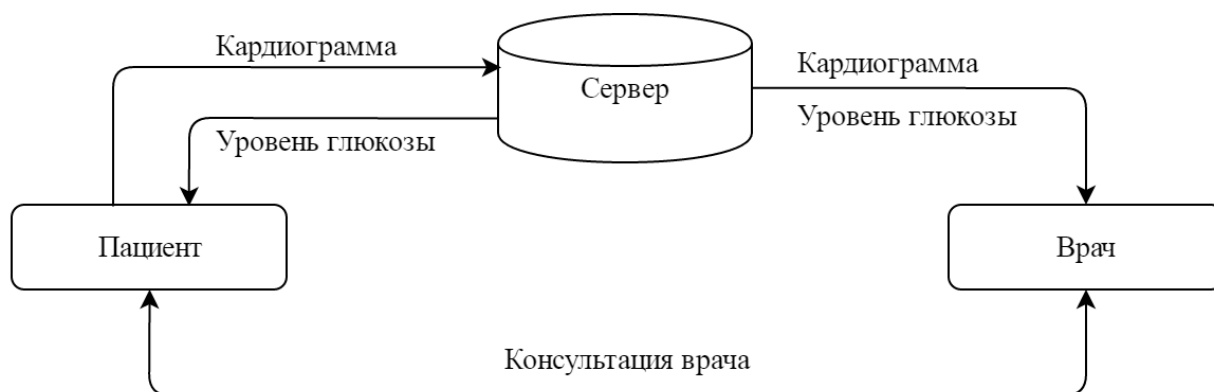 Кардиограмма
Сервер
Кардиограмма
Уровень глюкозы
Уровень глюкозы
Пациент
Врач
Консультация врача